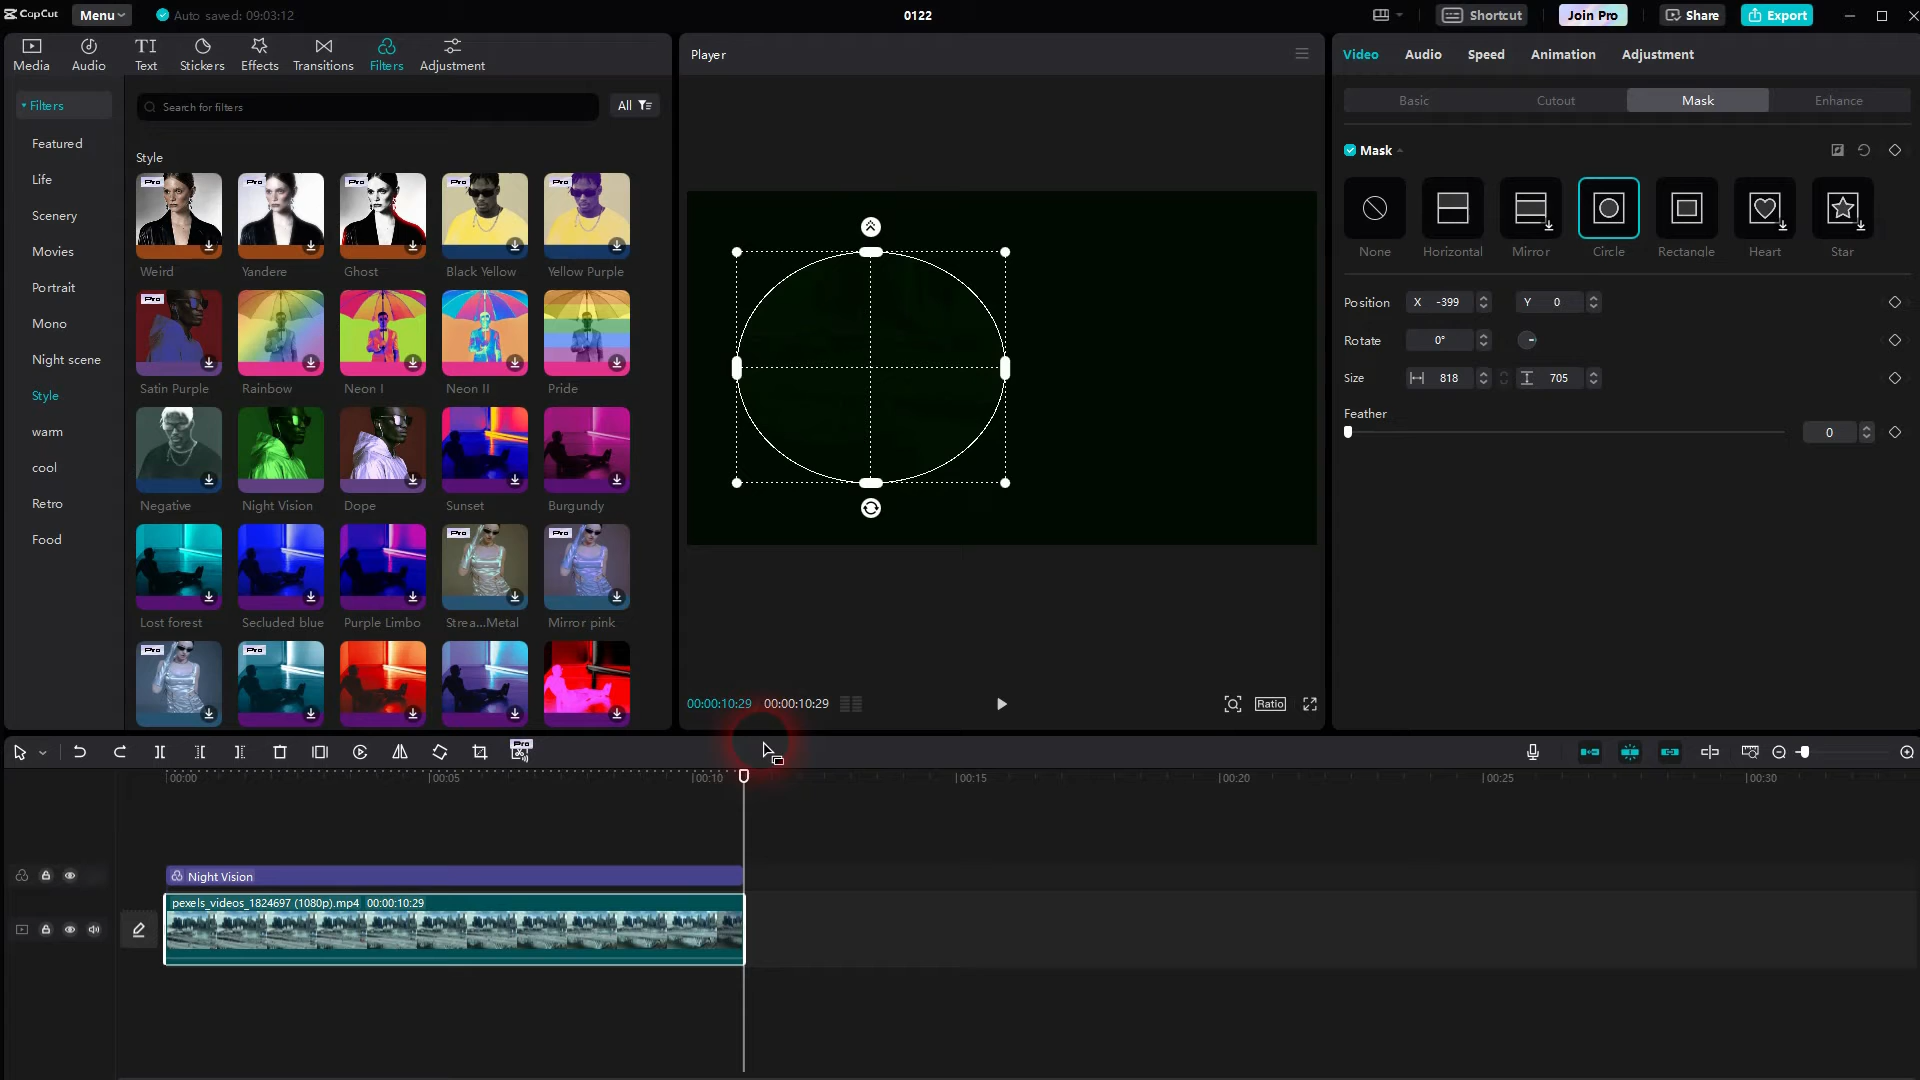 CapCut
Menu
Auto saved: 09:03:12
0122
Shortcut
Join Pro
Share
Export
Media
Audio
Text
Stickers
Effects
Transitions
Filters
Adjustment
Filters
Featured
Life
Scenery
Movies
Portrait
Mono
Night scene
Style
warm
cool
Retro
Food
Search for filters
All
Style
Pro
Pro
Pro
Weird
Yandere
Ghost
Black Yellow
Yellow Purple
Pro
Satin Purple
Rainbow
Neon I
Neon II
Pride
Negative
Night Vision
Dope
Sunset
Burgundy
Pro
Pro
Lost forest
Secluded blue
Purple Limbo
Strea...Metal
Mirror pink
Pro
Pro
Player
00:00:10:29
00:00:10:29
Ratio
Video
Audio
Speed
Animation
Adjustment
Basic
Cutout
Mask
Enhance
Mask
None
Horizontal
Mirror
Circle
Rectangle
Heart
Star
Position X -399 Y 0
Rotate 0°
Size 818 705
Feather
0
Pro
00:00
00:05
00:10
00:15
00:20
00:25
00:30
Night Vision
pexels_videos_1824697 (1080p).mp4 00:00:10:29